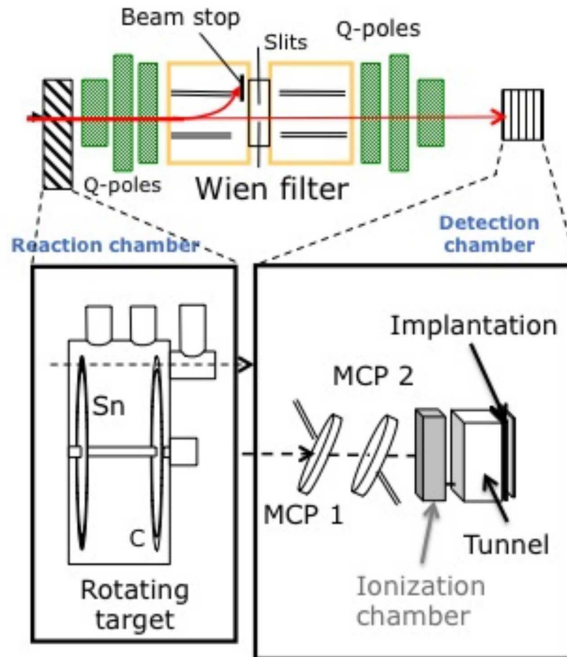 Beam stop
Slits
Q-poles
Q-poles
Wien filter
Reaction chamber
Detection
chamber
Implantation
MCP 2
Sn
MCP 1
C
Tunnel
Rotating
target
Ionization
chamber